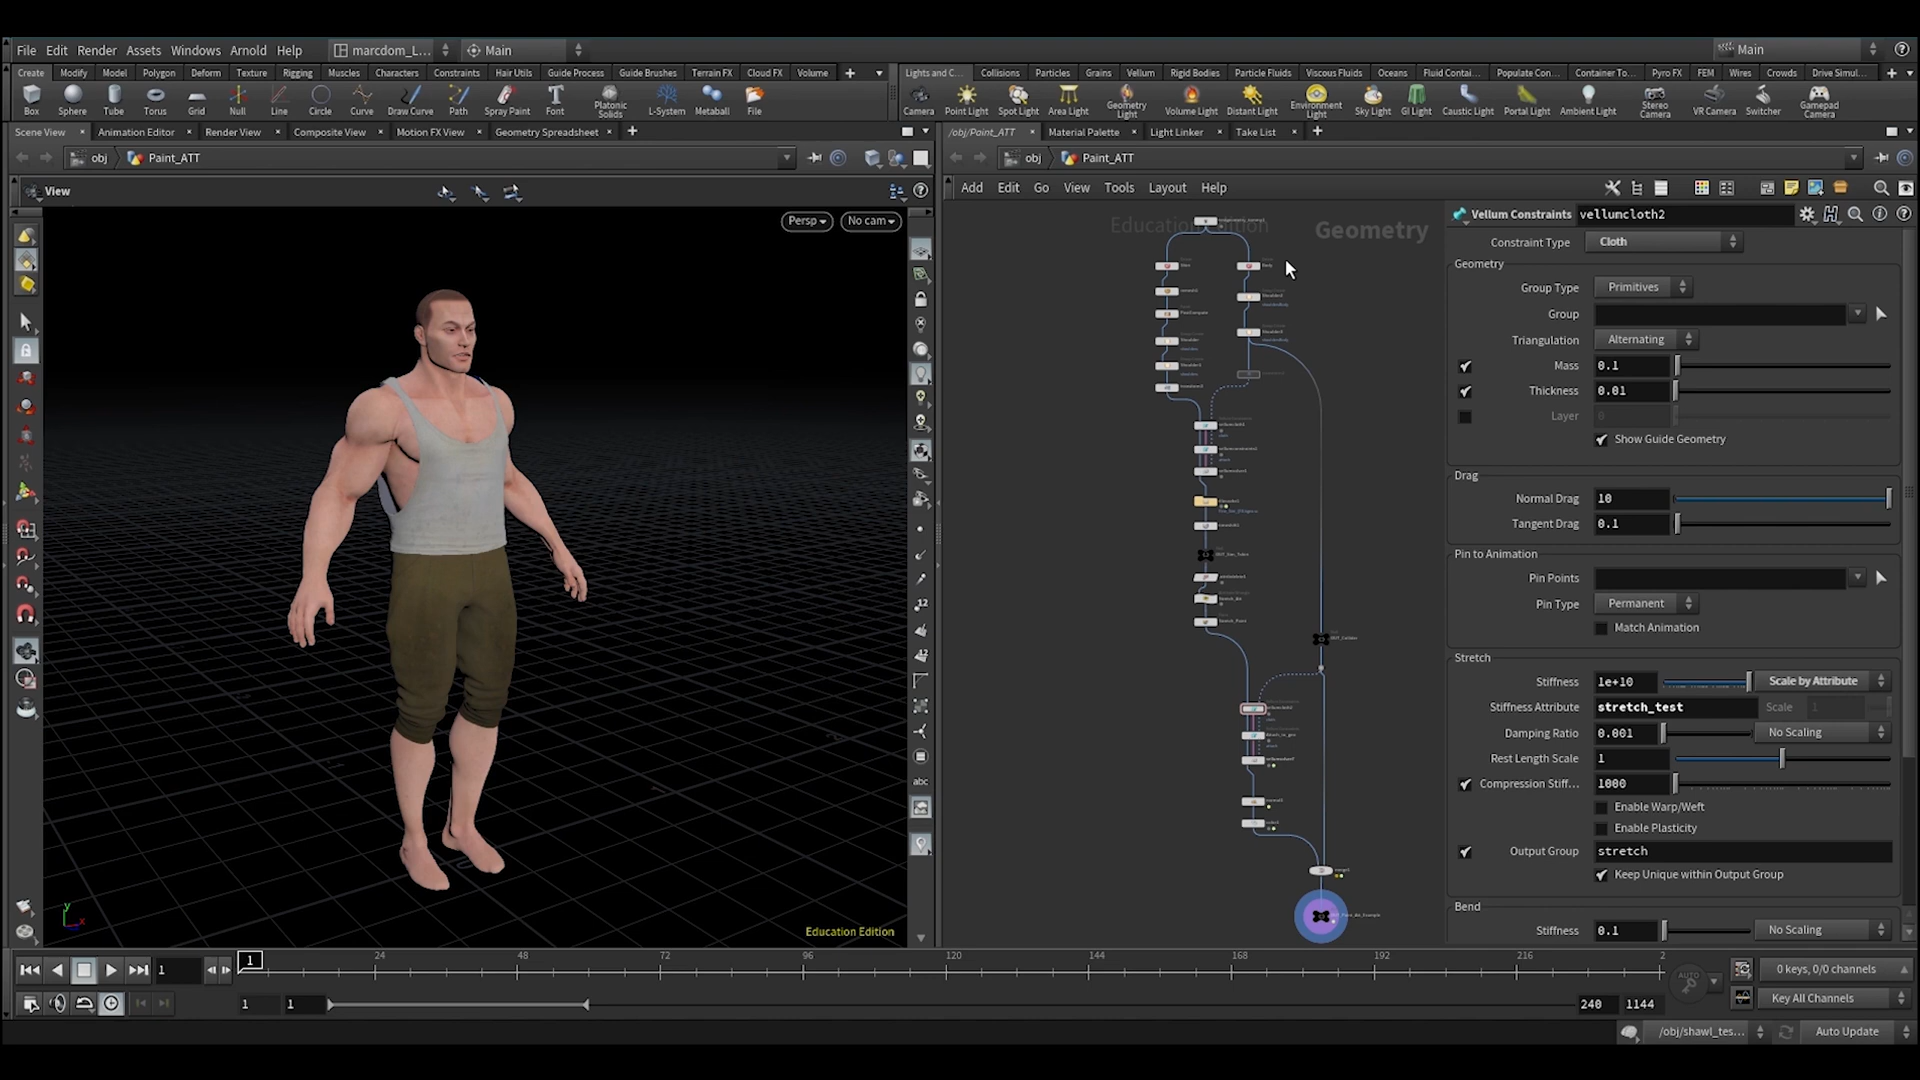 File Edit Render Assets Windows Arnold Help marcdom_L... Main Main
Create Modify Model Polygon Deform Texture Rigging Muscles Characters Constraints Hair Utils Guide Process Guide Brushes Terrain FX Cloud FX Volume
Lights and C... Collisions Particles Grains Vellum Rigid Bodies Particle Fluids Viscous Fluids Oceans Fluid Contai... Populate Con... Container To... Pyro FX FEM Wires Crowds Drive Simul...
Box Sphere Tube Torus Grid Null Line Circle Curve Draw Curve Path Spray Paint Font Platonic Solids L-System Metaball File
Camera Point Light Spot Light Area Light Geometry Light Volume Light Distant Light Environment Light Sky Light GI Light Caustic Light Portal Light Ambient Light Stereo Camera VR Camera Switcher Gamepad Camera
Scene View Animation Editor Render View Composite View Motion FX View Geometry Spreadsheet
/obj/Paint_ATT Material Palette Light Linker Take List
obj Paint_ATT
obj Paint_ATT
View
Add Edit Go View Tools Layout Help
Persp No cam
Education Edition
Geometry
Vellum Constraints vellumcloth2
Constraint Type Cloth
Geometry
Group Type Primitives
Group
Triangulation Alternating
Mass 0.1
Thickness 0.01
Layer 0
Show Guide Geometry
Drag
Normal Drag 10
Tangent Drag 0.1
Pin to Animation
Pin Points
Pin Type Permanent
Match Animation
Stretch
Stiffness 1e+10 Scale by Attribute
Stiffness Attribute stretch_test Scale 1
Damping Ratio 0.001 No Scaling
Rest Length Scale 1
Compression Stiff... 1000
Enable Warp/Weft
Enable Plasticity
Output Group stretch
Keep Unique within Output Group
Bend
Stiffness 0.1 No Scaling
12
12
abc
y
x
Education Edition
1 1 24 48 72 96 120 144 168 192 216 2
AUTO
0 keys, 0/0 channels
1 1 240 1144
Key All Channels
/obj/shawl_tes... Auto Update